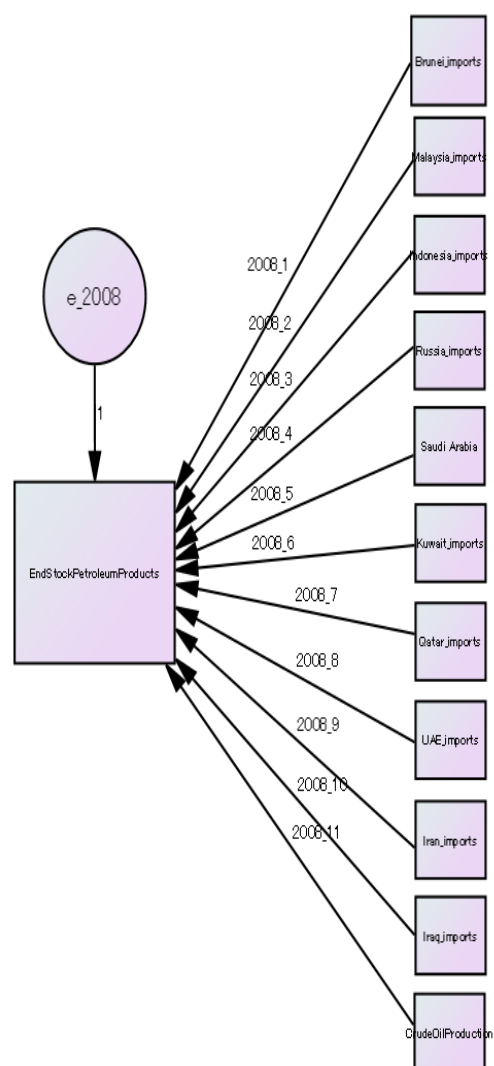 Brunei_imports
Malaysia_imports
Indonesia_imports
Russia_imports
Saudi Arabia
Kuwait_imports
Qatar_imports
UAE_imports
Iran_imports
Iraq_imports
CrudeOilProduction
2008_1
2008_2
2008_3
2008_4
2008_5
2008_6
2008_7
2008_8
2008_9
2008_10
2008_11
e_2008
1
EndStockPetroleumProducts